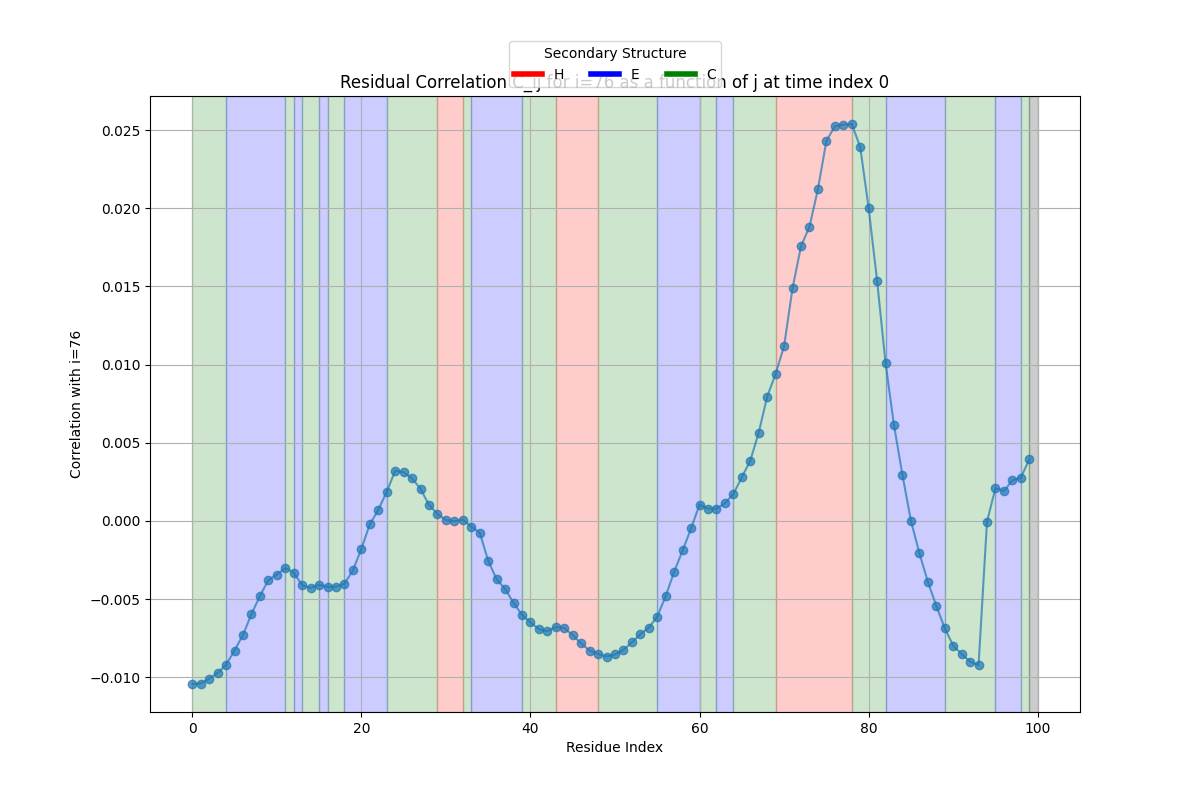 Secondary Structure
H E C
Residual Correlation C_ij for i=76 as a function of j at time index 0
0.025
0.020
0.015
0.010
0.005
0.000
−0.005
−0.010
Correlation with i=76
0 20 40 60 80 100
Residue Index